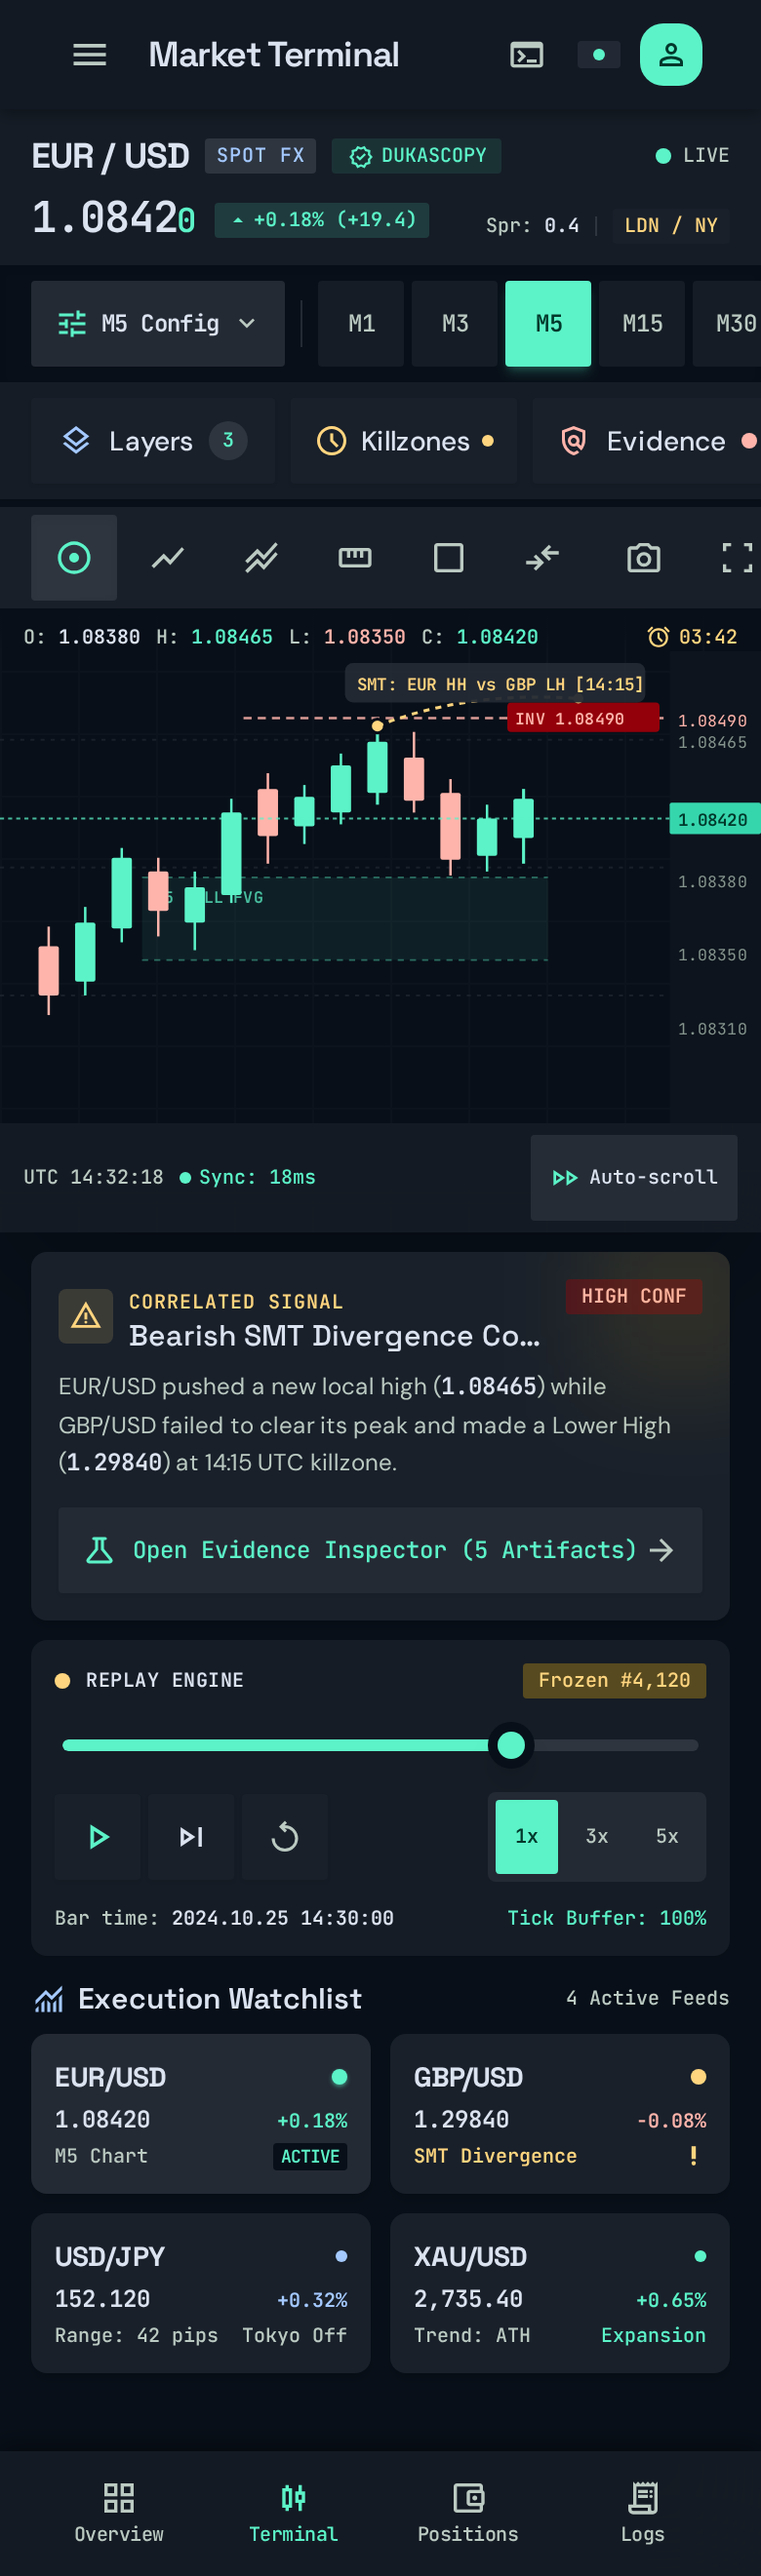 Market Terminal
EUR / USD SPOT FX DUKASCOPY LIVE
1.08420 +0.18% (+19.4) Spr: 0.4 LDN / NY
M5 Config M1 M3 M5 M15 M30
Layers 3 Killzones Evidence
O: 1.08380 H: 1.08465 L: 1.08350 C: 1.08420 03:42
SMT: EUR HH vs GBP LH [14:15]
INV 1.08490 1.08490
1.08465
1.08420
1.08380
FVG
1.08350
1.08310
UTC 14:32:18 Sync: 18ms Auto-scroll
CORRELATED SIGNAL HIGH CONF
Bearish SMT Divergence Co...
EUR/USD pushed a new local high (1.08465) while
GBP/USD failed to clear its peak and made a Lower High
(1.29840) at 14:15 UTC killzone.
Open Evidence Inspector (5 Artifacts)
REPLAY ENGINE Frozen #4,120
1x 3x 5x
Bar time: 2024.10.25 14:30:00 Tick Buffer: 100%
Execution Watchlist 4 Active Feeds
EUR/USD
1.08420 +0.18%
M5 Chart ACTIVE
GBP/USD
1.29840 -0.08%
SMT Divergence !
USD/JPY
152.120 +0.32%
Range: 42 pips Tokyo Off
XAU/USD
2,735.40 +0.65%
Trend: ATH Expansion
Overview Terminal Positions Logs